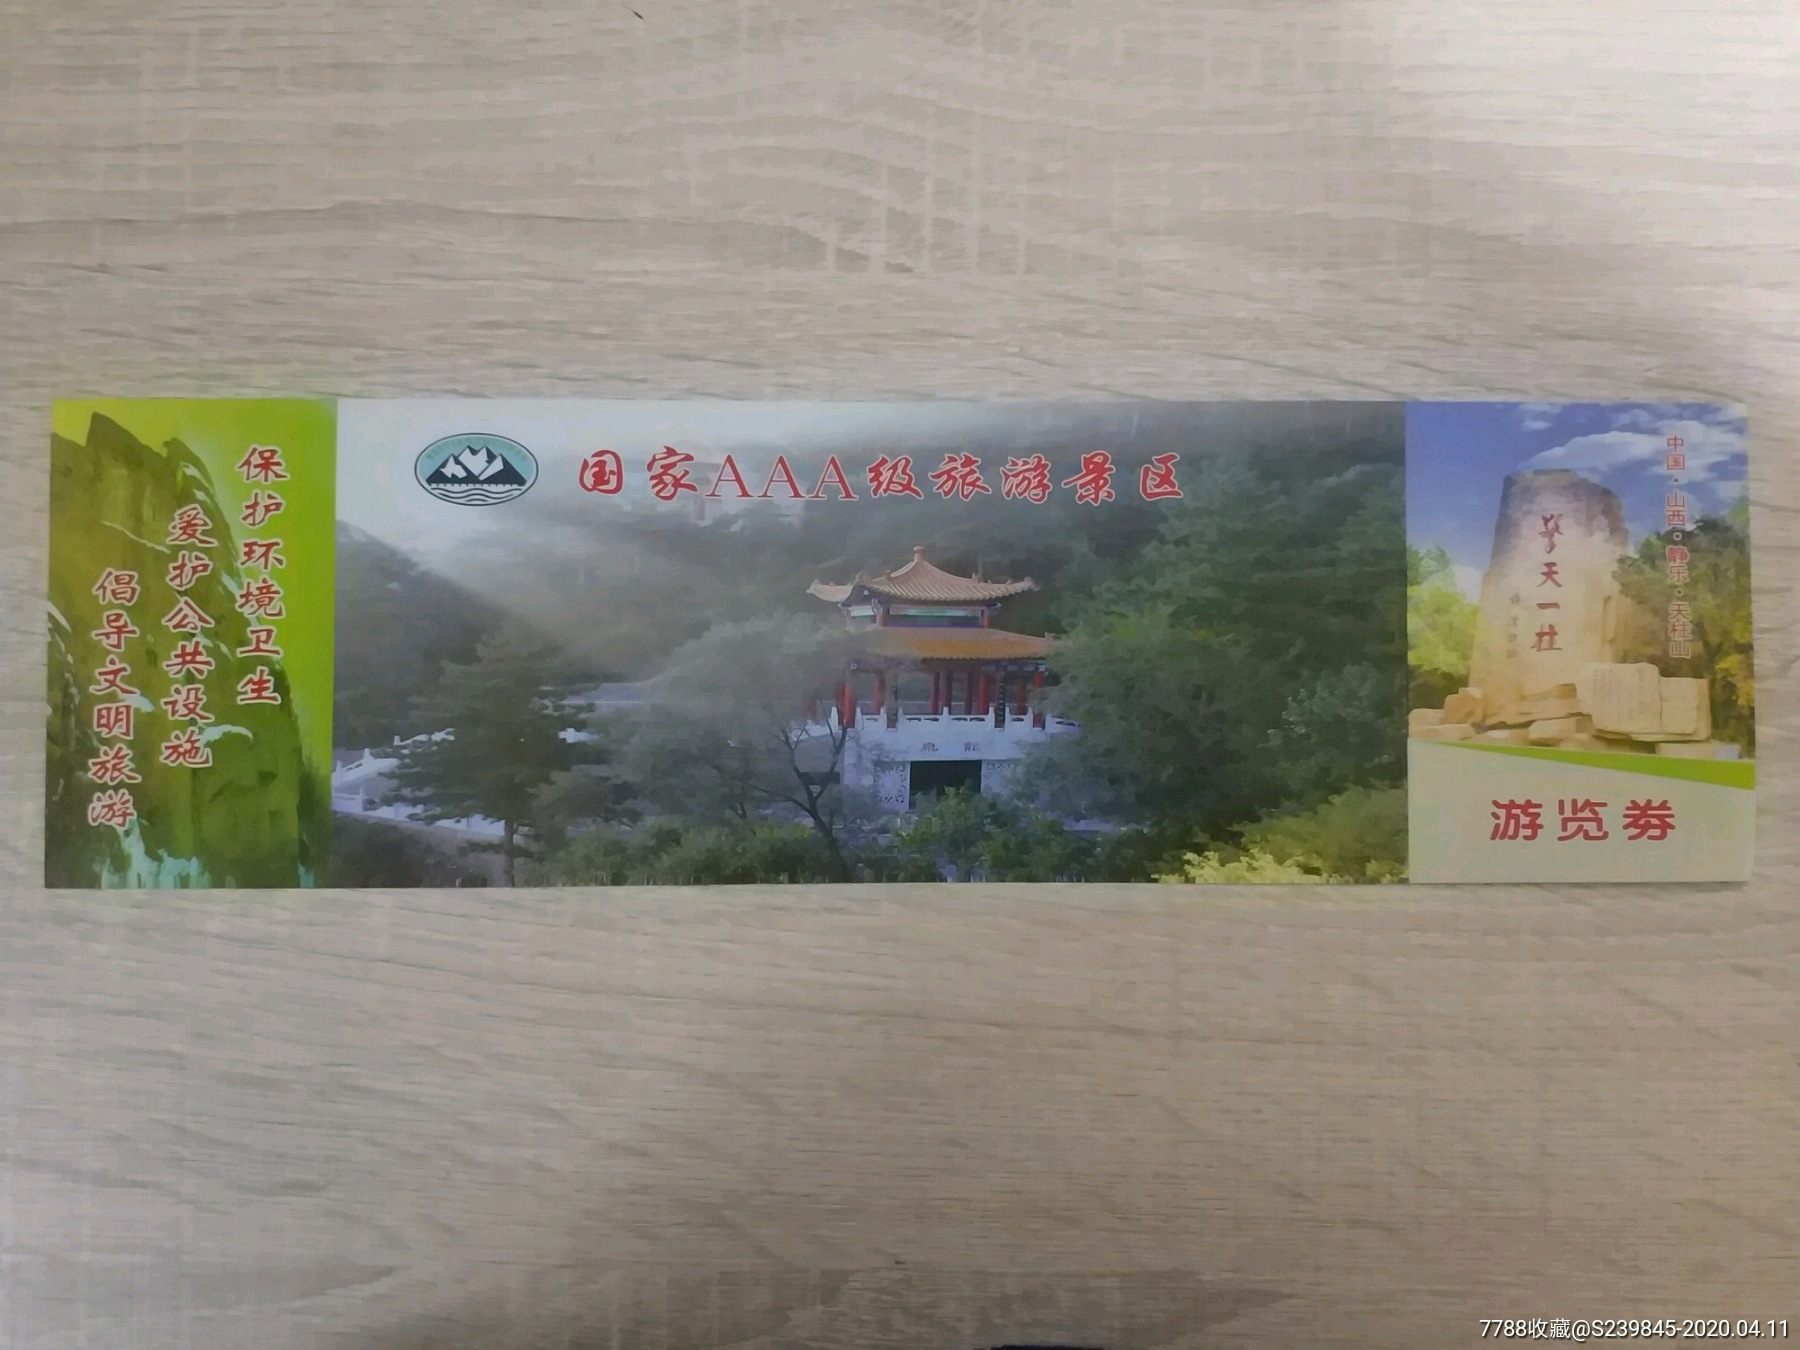 保护环境卫生
爱护公共设施
倡导文明旅游
国家AAA级旅游景区
龍泉
中国·山西·静乐·天柱山
擎天一柱
游览券
7788收藏@S239845-2020.04.11